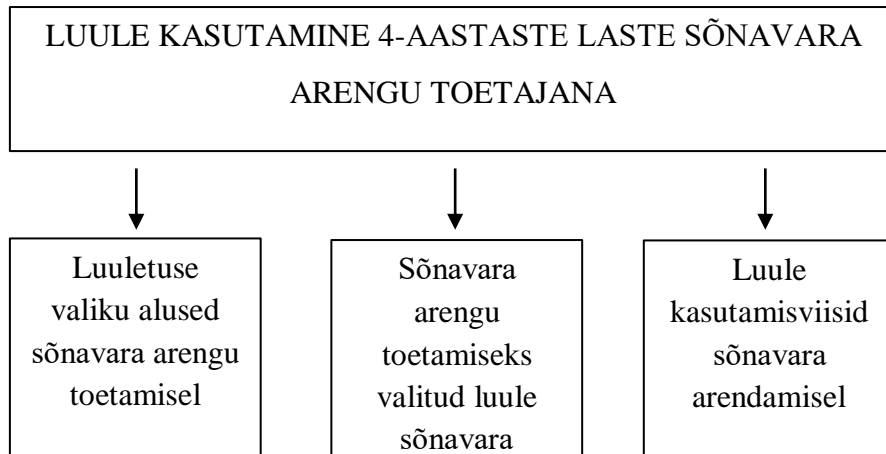 LUULE KASUTAMINE 4-AASTASTE LASTE SÕNAVARA
ARENGU TOETAJANA
Luuletuse
valiku alused
sõnavara arengu
toetamisel
Sõnavara
arengu
toetamiseks
valitud luule
sõnavara
Luule
kasutamisviisid
sõnavara
arendamisel